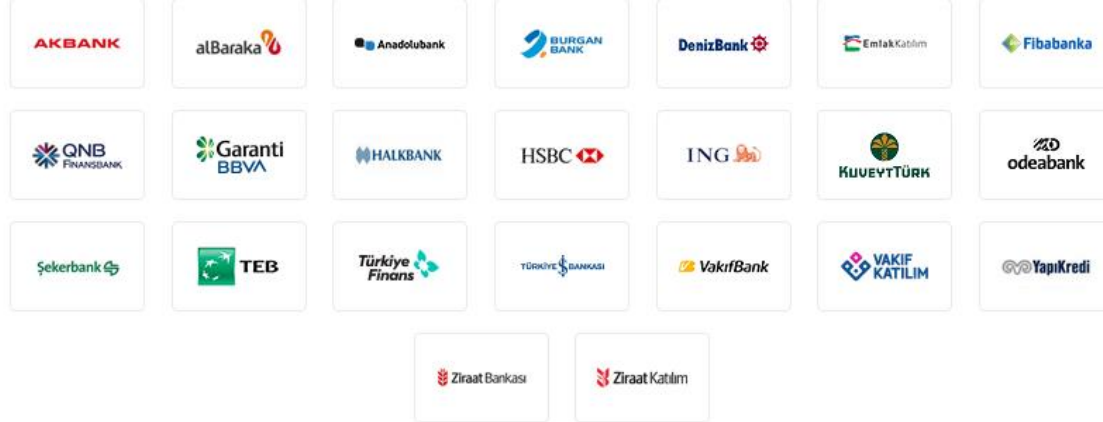 AKBANK
alBaraka
Anadolubank
BURGAN
BANK
DenizBank
EmlakKatılım
Fibabanka
QNB
FINANSBANK
Garanti
BBVA
HALKBANK
HSBC
ING
KUVEYTTÜRK
odeabank
Şekerbank
TEB
Türkiye
Finans
TÜRKİYE BANKASI
VakıfBank
VAKIF
KATILIM
YapıKredi
Ziraat Bankası
Ziraat Katılım